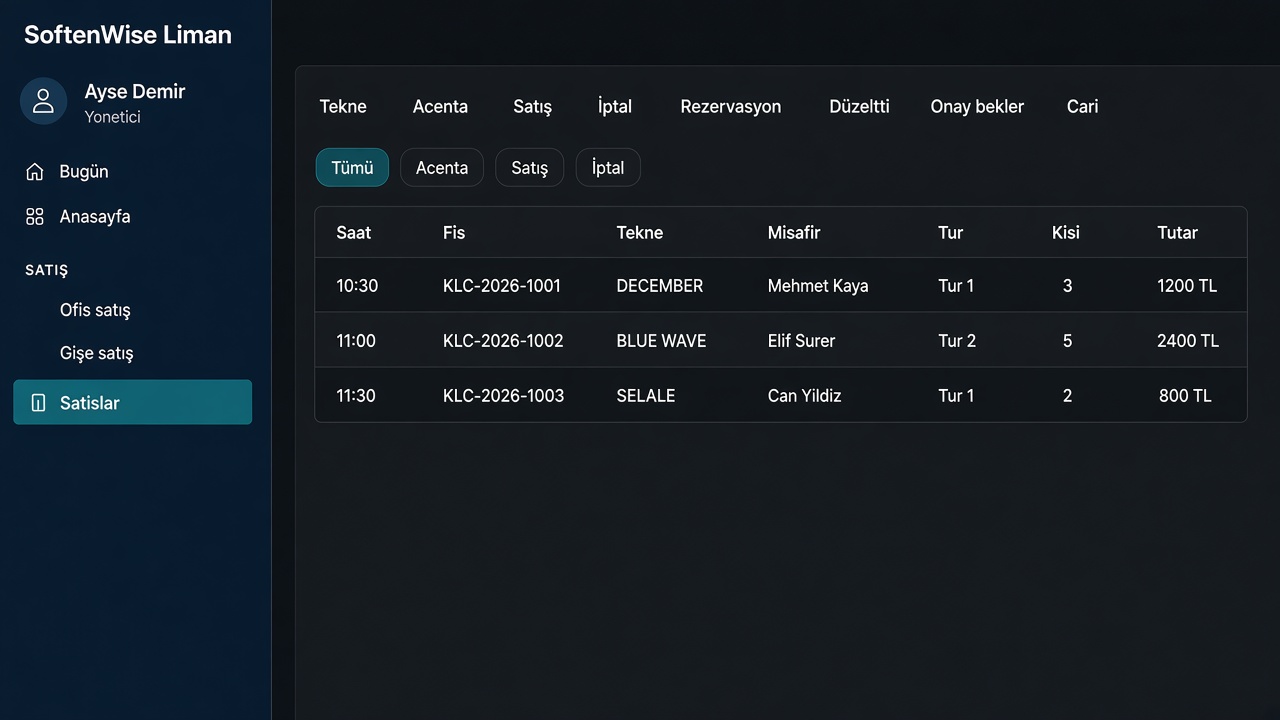 SoftenWise Liman
Ayse Demir
Yonetici
Bugün
Anasayfa
SATIŞ
Ofis satış
Gişe satış
Satislar
Tekne Acenta Satış İptal Rezervasyon Düzeltti Onay bekler Cari
Tümü Acenta Satış İptal
Saat Fis Tekne Misafir Tur Kisi Tutar
10:30 KLC-2026-1001 DECEMBER Mehmet Kaya Tur 1 3 1200 TL
11:00 KLC-2026-1002 BLUE WAVE Elif Surer Tur 2 5 2400 TL
11:30 KLC-2026-1003 SELALE Can Yildiz Tur 1 2 800 TL